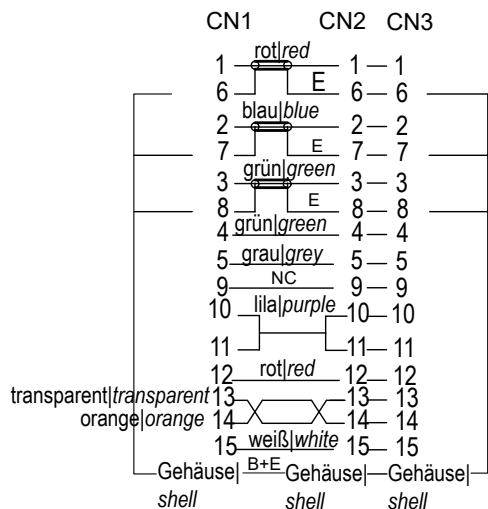 CN1 CN2 CN3
rot|red
1 1 1
6 E 6 6
blau|blue
2 2 2
E
7 7 7
grün|green
3 3 3
E
8 8 8
grün|green
4 4 4
grau|grey
5 5 5
NC
9 9 9
lila|purple
10 10 10
11 11 11
rot|red
12 12 12
transparent|transparent 13 13 13
orange|orange 14 14 14
weiß|white
15 15 15
B+E
Gehäuse| Gehäuse| Gehäuse|
shell shell shell